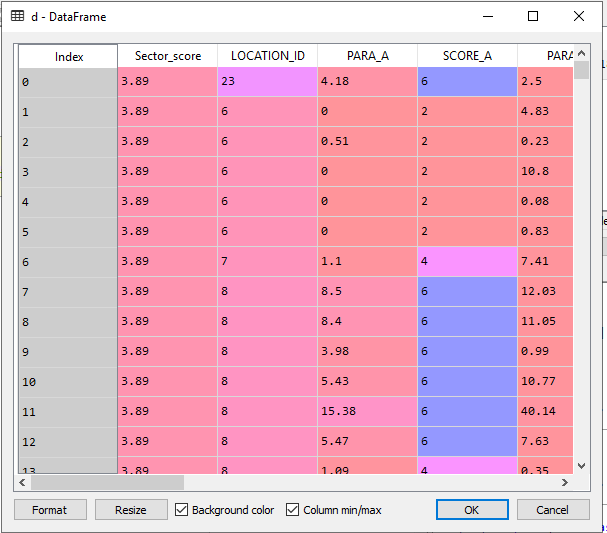 d - DataFrame
Index Sector_score LOCATION_ID PARA_A SCORE_A PARA
0 3.89 23 4.18 6 2.5
1 3.89 6 0 2 4.83
2 3.89 6 0.51 2 0.23
3 3.89 6 0 2 10.8
4 3.89 6 0 2 0.08
5 3.89 6 0 2 0.83
6 3.89 7 1.1 4 7.41
7 3.89 8 8.5 6 12.03
8 3.89 8 8.4 6 11.05
9 3.89 8 3.98 6 0.99
10 3.89 8 5.43 6 10.77
11 3.89 8 15.38 6 40.14
12 3.89 8 5.47 6 7.63
13 3.89 8 1.09 4 0.35
Format Resize Background color Column min/max OK Cancel